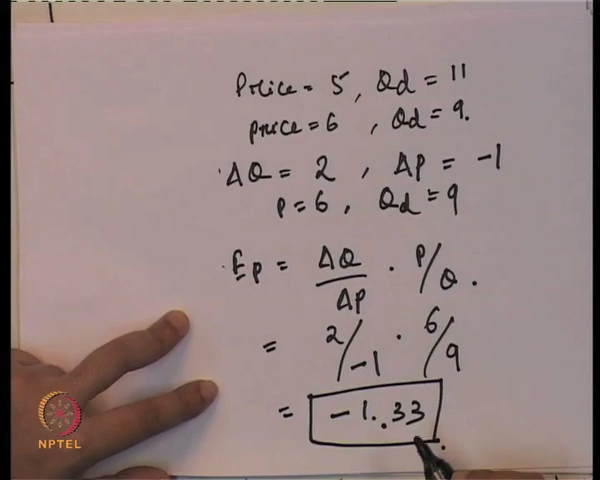 Price = 5, Qd = 11
price = 6, Qd = 9.
ΔQ = 2, ΔP = -1
P = 6, Qd = 9
Ep = ΔQ/ΔP · P/Q.
= 2/-1 · 6/9
= -1.33
NPTEL